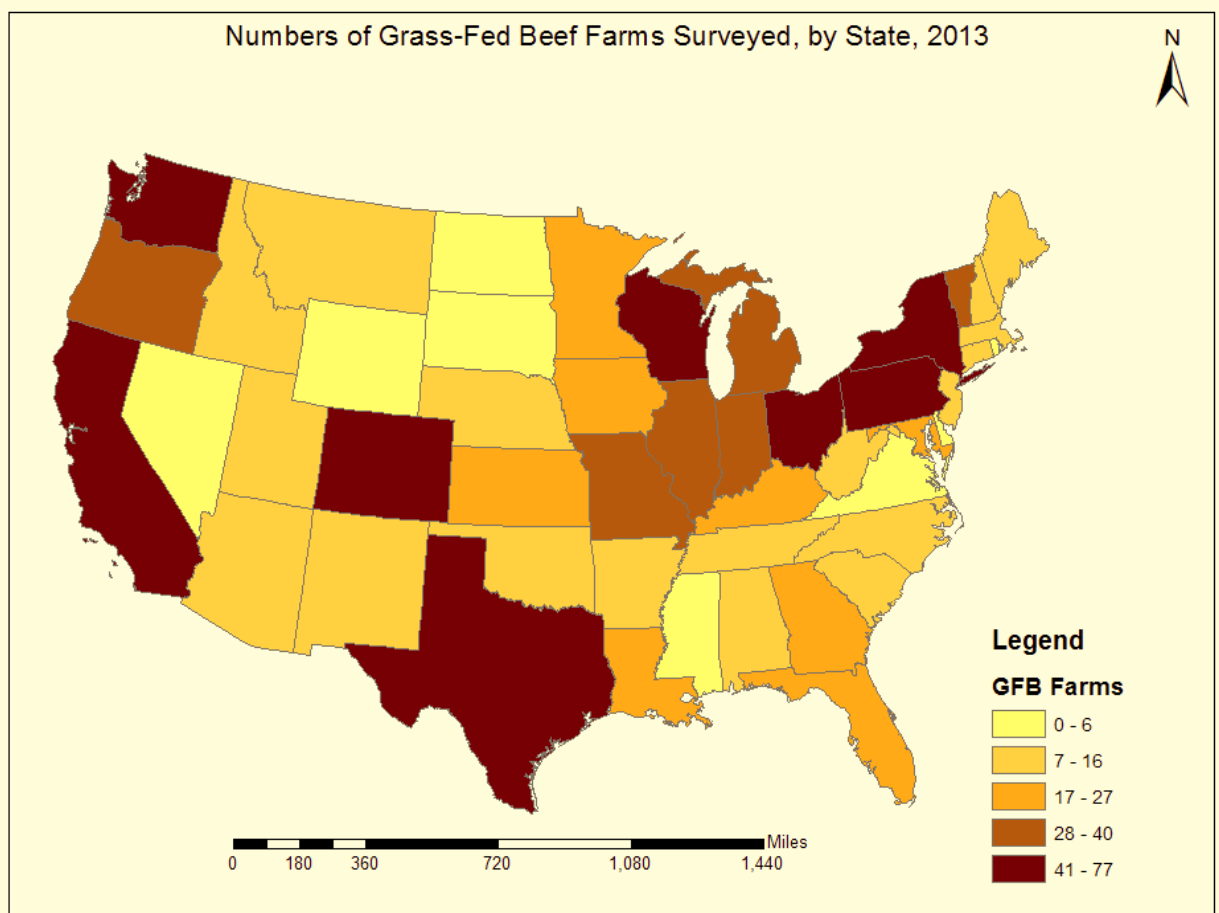 Numbers of Grass-Fed Beef Farms Surveyed, by State, 2013
N
Legend
GFB Farms
0 - 6
7 - 16
17 - 27
28 - 40
41 - 77
Miles
0 180 360 720 1,080 1,440